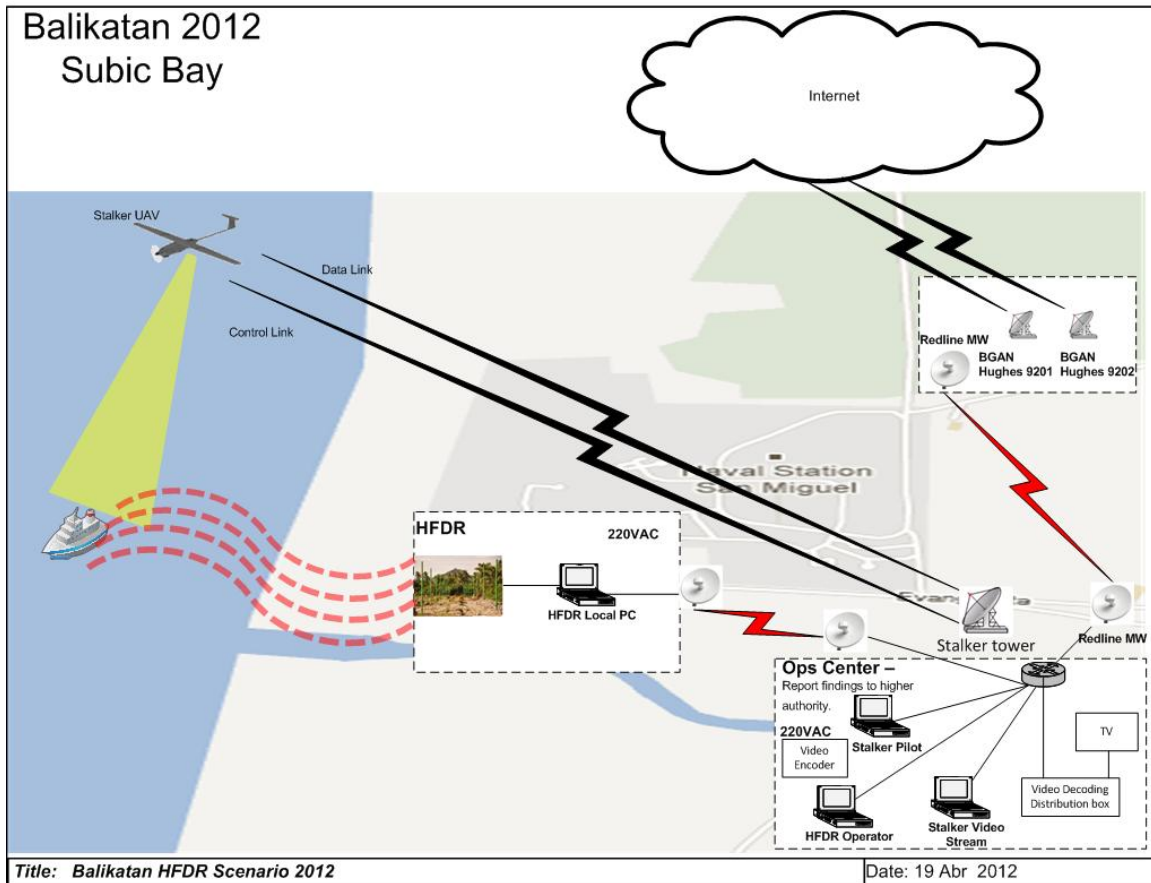 Balikatan 2012
Subic Bay
Internet
Stalker UAV
Data Link
Control Link
Redline MW
BGAN
Hughes 9201
BGAN
Hughes 9202
Naval Station
San Miguel
HFDR
220VAC
HFDR Local PC
Stalker tower
Redline MW
Ops Center –
Report findings to higher
authority.
220VAC
Video
Encoder
Stalker Pilot
TV
HFDR Operator
Stalker Video
Stream
Video Decoding
Distribution box
Title: Balikatan HFDR Scenario 2012
Date: 19 Abr 2012